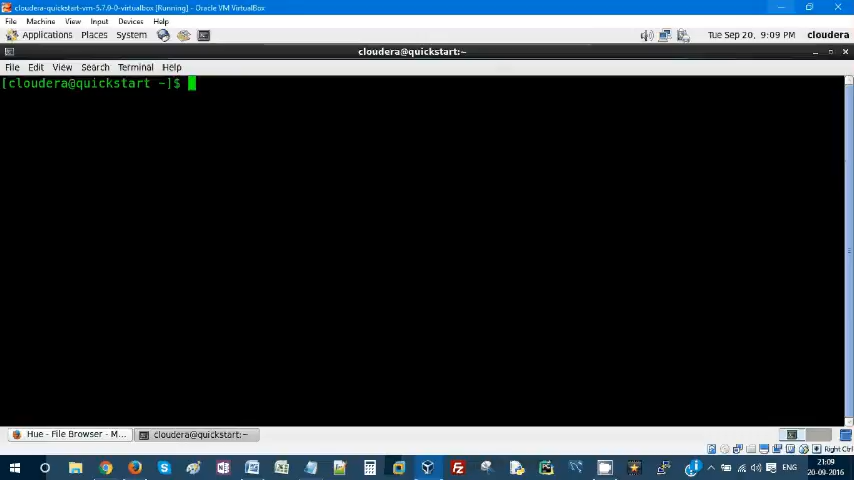 cloudera-quickstart-vm-5.7.0-0-virtualbox [Running] - Oracle VM VirtualBox
File Machine View Input Devices Help
Applications Places System Tue Sep 20, 9:09 PM cloudera
cloudera@quickstart:~
File Edit View Search Terminal Help
[cloudera@quickstart ~]$
Hue - File Browser - M... cloudera@quickstart:~
Right Ctrl
ENG 21:09
20-09-2016